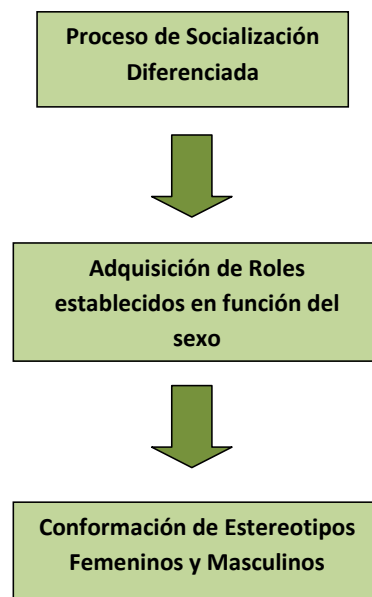 Proceso de Socialización
Diferenciada
Adquisición de Roles
establecidos en función del
sexo
Conformación de Estereotipos
Femeninos y Masculinos